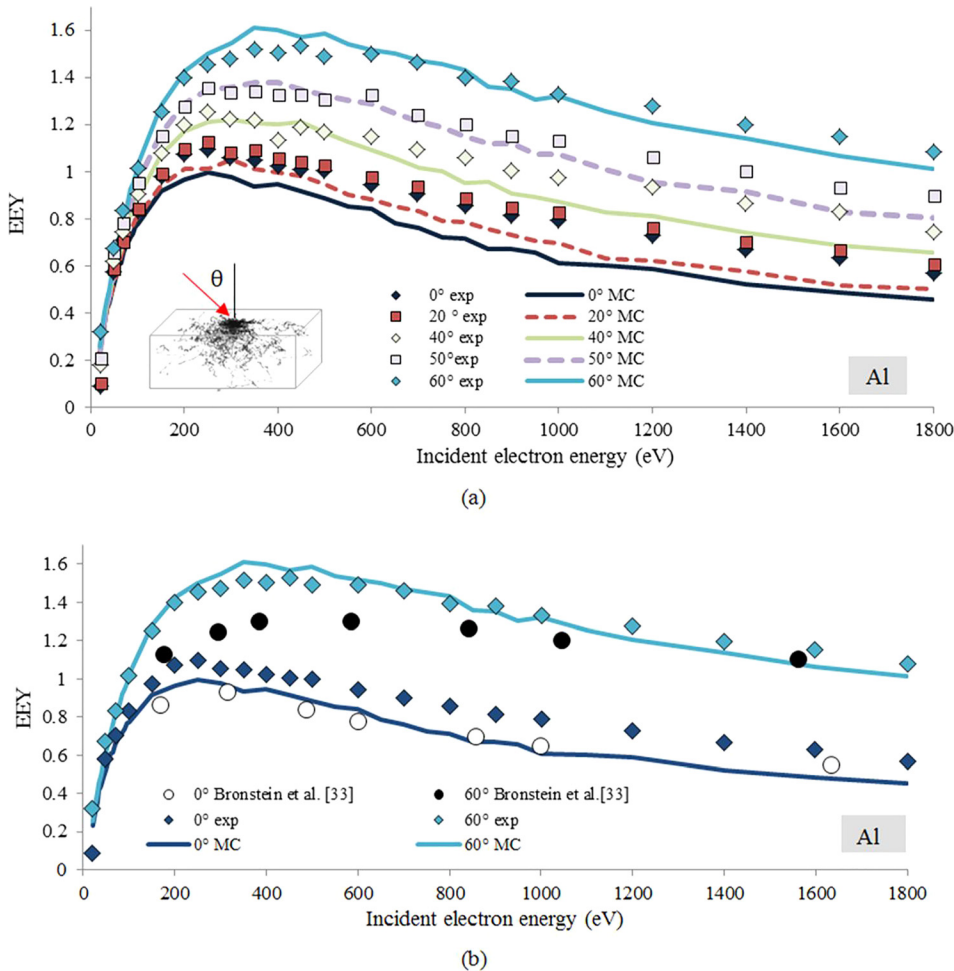 1.6
1.4
1.2
1
0.8
0.6
0.4
0.2
0
EEY
θ
0° exp
0° MC
20 ° exp
20° MC
40° exp
40° MC
50°exp
50° MC
60° exp
60° MC
Al
0 200 400 600 800 1000 1200 1400 1600 1800
Incident electron energy (eV)
(a)
1.6
1.4
1.2
1
0.8
0.6
0.4
0.2
0
EEY
0° Bronstein et al.[33]
60° Bronstein et al.[33]
0° exp
60° exp
0° MC
60° MC
Al
0 200 400 600 800 1000 1200 1400 1600 1800
Incident electron energy (eV)
(b)